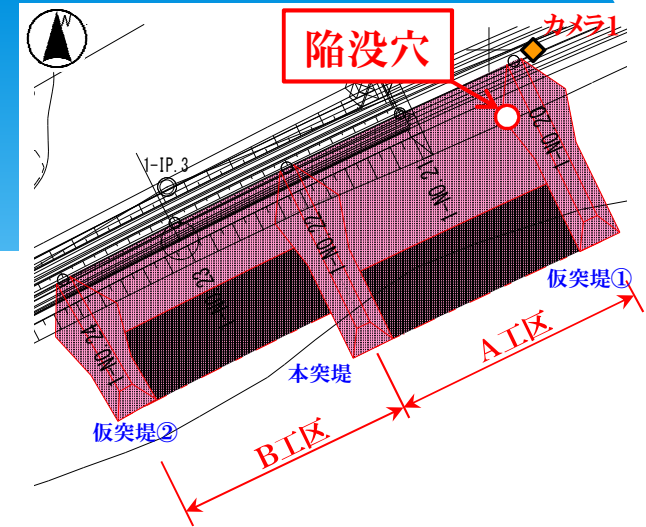 N
カメラ1
陥没穴
1-IP.3
1-NO.20
1-NO.21
1-NO.22
1-NO.23
1-NO.24
仮突堤①
A工区
本突堤
B工区
仮突堤②